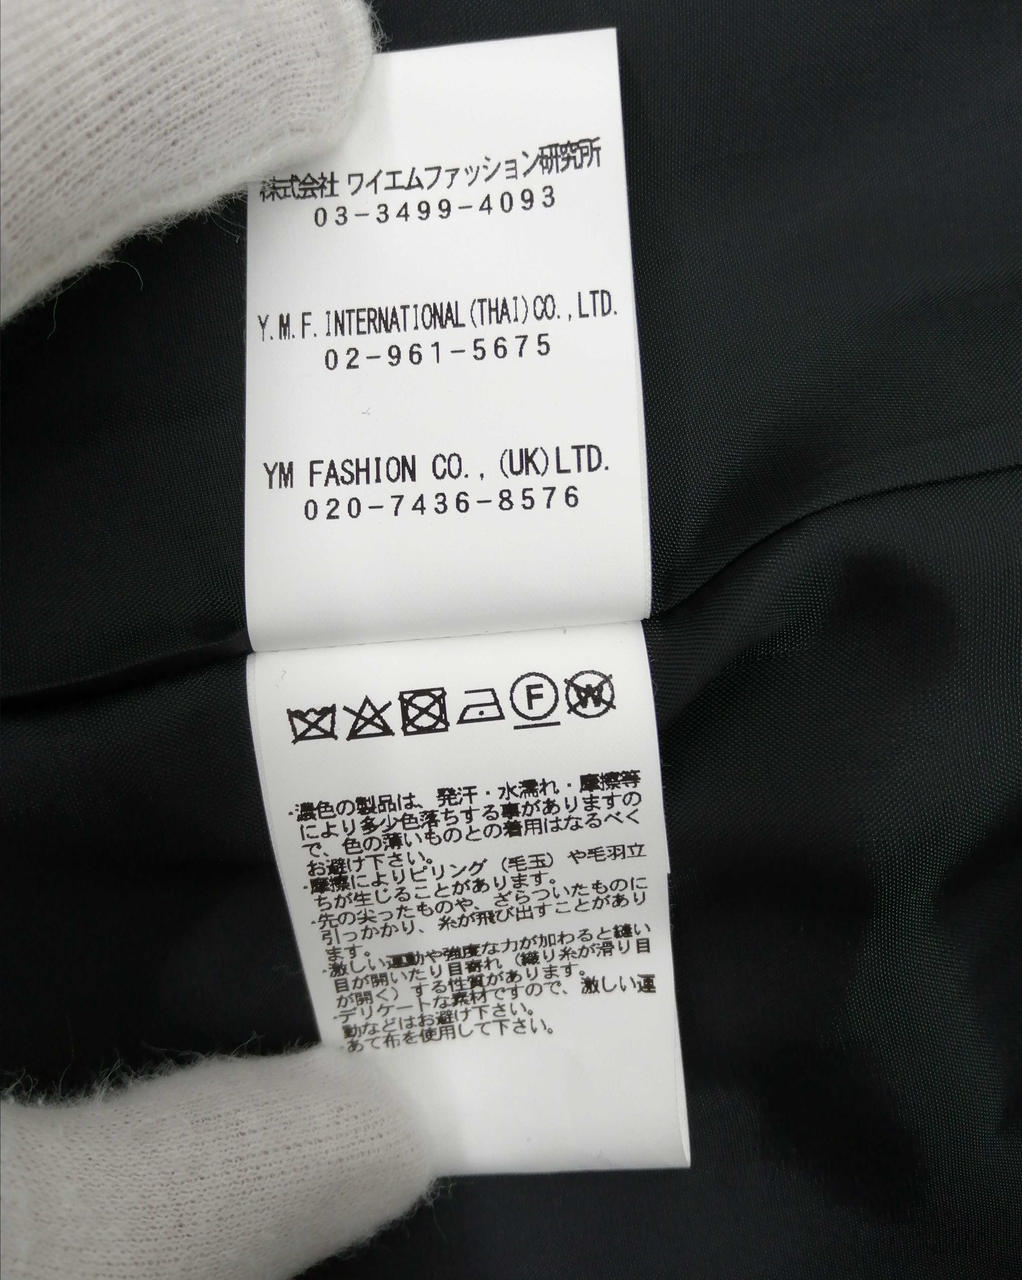 株式会社 ワイエムファッション研究所
03-3499-4093
Y.M.F.INTERNATIONAL(THAI)CO.,LTD.
02-961-5675
YM FASHION CO.,(UK)LTD.
020-7436-8576
F W
・濃色の製品は、発汗・水濡れ・摩擦等
により多少色落ちする事がありますの
で、色の薄いものとの着用はなるべく
お避け下さい。
・摩擦によりピリング（毛玉）や毛羽立
ちが生じることがあります。
・先の尖ったものや、ざらついたものに
引っかかり、糸が飛び出すことがあり
ます。
・激しい運動や強度な力が加わると縫い
目が開いたり目寄れ（織り糸が滑り目
が開く）する性質があります。
・デリケートな素材ですので、激しい運
動などはお避け下さい。
・あて布を使用して下さい。